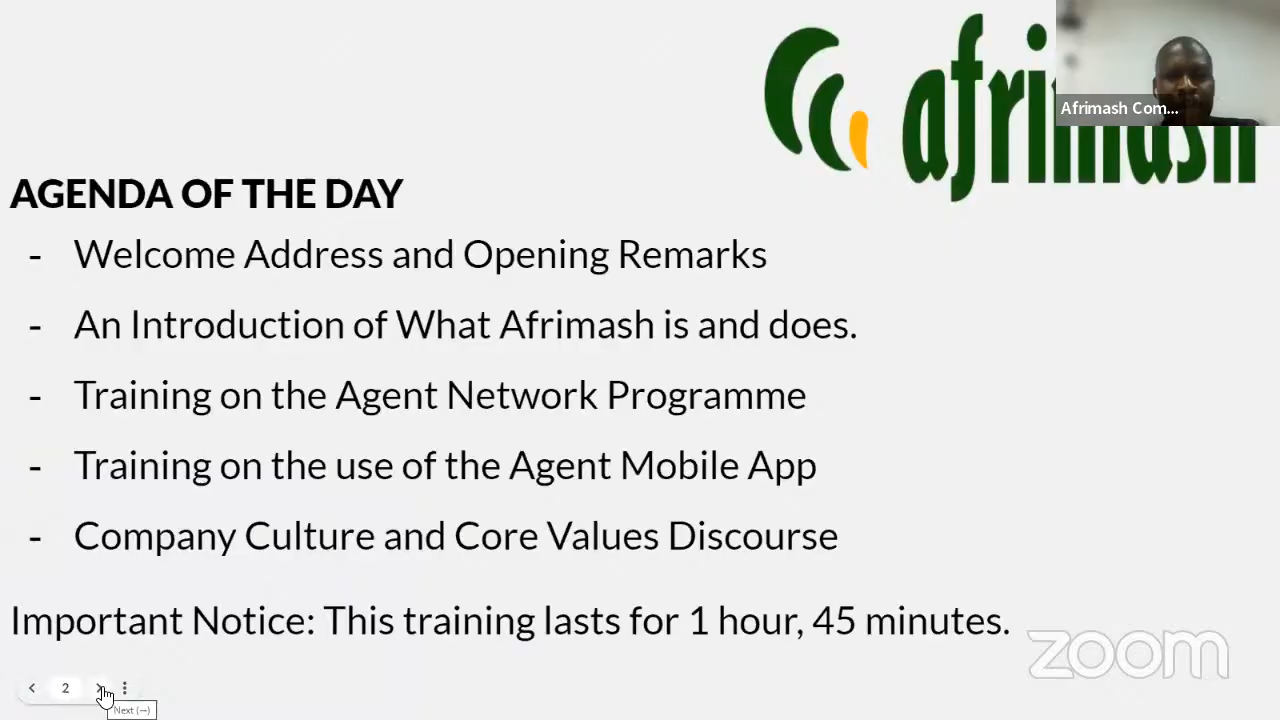 afrimash
Afrimash Com...
AGENDA OF THE DAY
- Welcome Address and Opening Remarks
- An Introduction of What Afrimash is and does.
- Training on the Agent Network Programme
- Training on the use of the Agent Mobile App
- Company Culture and Core Values Discourse
Important Notice: This training lasts for 1 hour, 45 minutes.
zoom
2
Next (→)